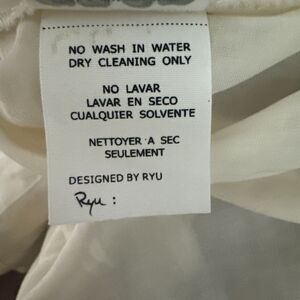 NO WASH IN WATER
DRY CLEANING ONLY
NO LAVAR
LAVAR EN SECO
CUALQUIER SOLVENTE
NETTOYER A SEC
SEULEMENT
DESIGNED BY RYU
Ryu :